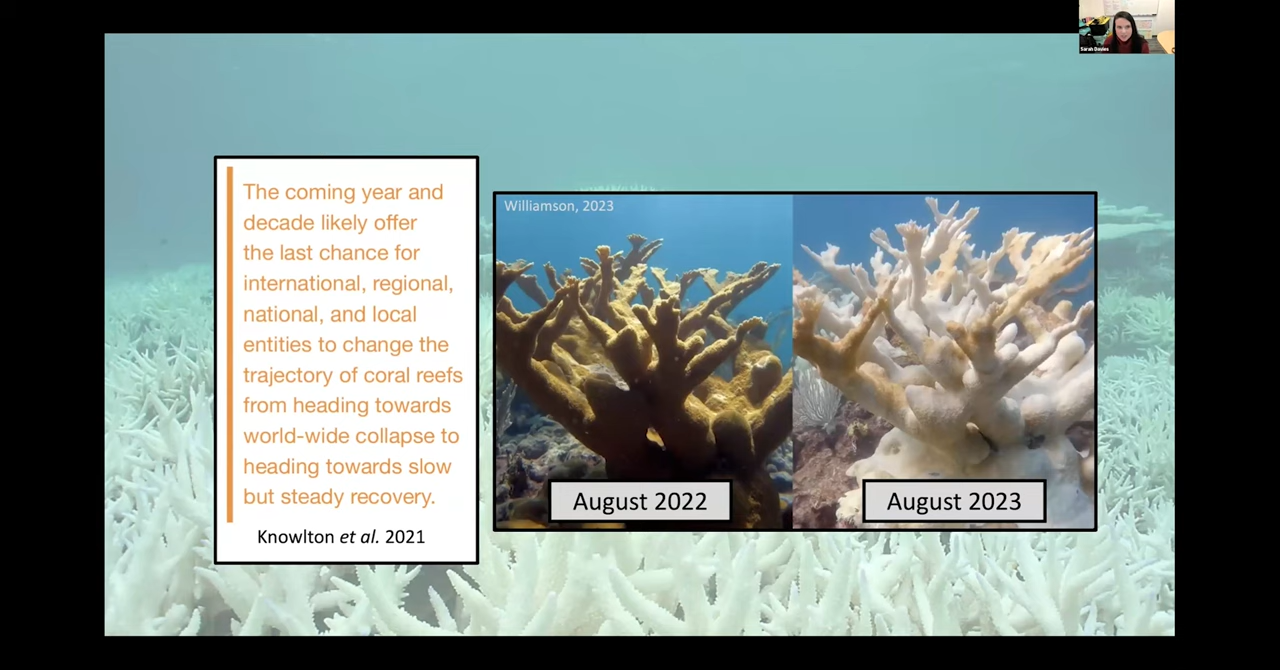 Sarah Davies
The coming year and
decade likely offer
the last chance for
international, regional,
national, and local
entities to change the
trajectory of coral reefs
from heading towards
world-wide collapse to
heading towards slow
but steady recovery.
Knowlton et al. 2021
Williamson, 2023
August 2022
August 2023